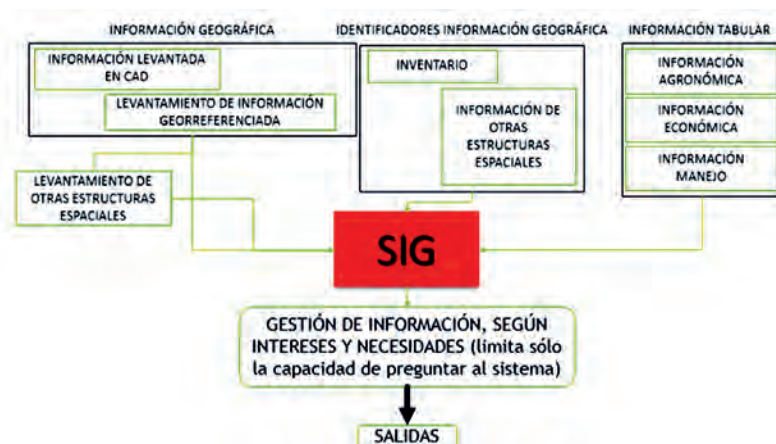 INFORMACIÓN GEOGRÁFICA
INFORMACIÓN LEVANTADA
EN CAD
LEVANTAMIENTO DE INFORMACIÓN
GEORREFERENCIADA
LEVANTAMIENTO DE
OTRAS ESTRUCTURAS
ESPACIALES
IDENTIFICADORES INFORMACIÓN GEOGRÁFICA
INVENTARIO
INFORMACIÓN DE
OTRAS
ESTRUCTURAS
ESPACIALES
INFORMACIÓN TABULAR
INFORMACIÓN
AGRONÓMICA
INFORMACIÓN
ECONÓMICA
INFORMACIÓN
MANEJO
SIG
GESTIÓN DE INFORMACIÓN, SEGÚN
INTERESES Y NECESIDADES (limita sólo
la capacidad de preguntar al sistema)
SALIDAS